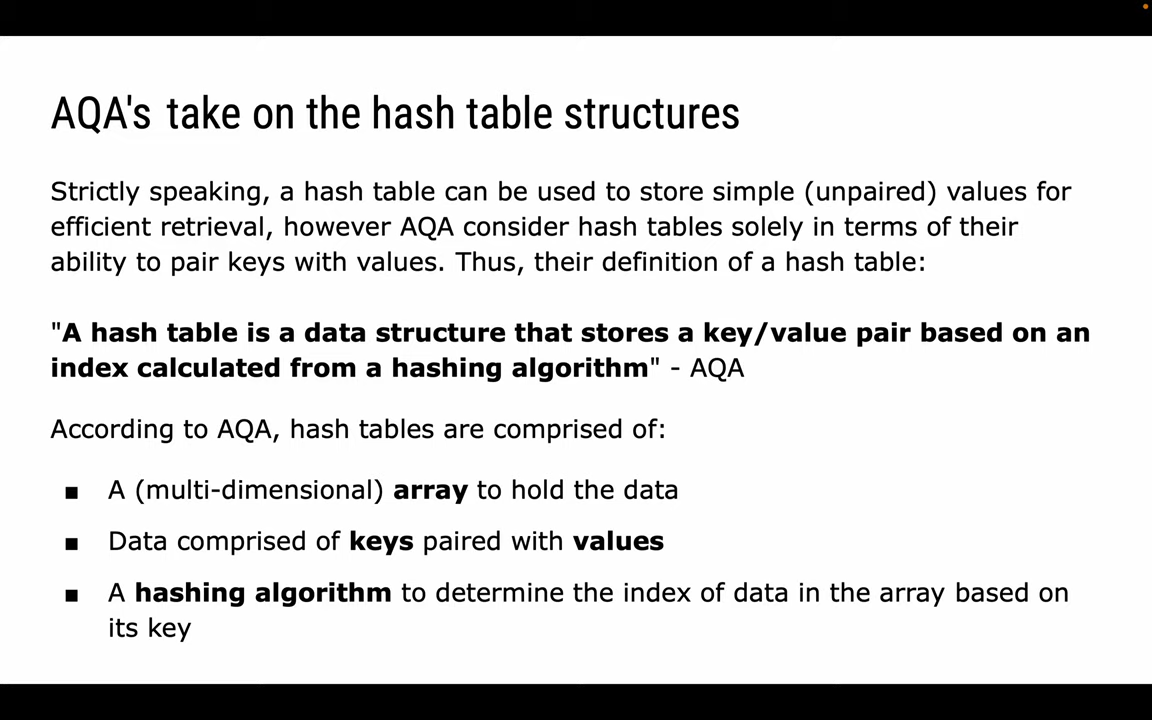 AQA's take on the hash table structures
Strictly speaking, a hash table can be used to store simple (unpaired) values for
efficient retrieval, however AQA consider hash tables solely in terms of their
ability to pair keys with values. Thus, their definition of a hash table:
"A hash table is a data structure that stores a key/value pair based on an
index calculated from a hashing algorithm" - AQA
According to AQA, hash tables are comprised of:
▪ A (multi-dimensional) array to hold the data
▪ Data comprised of keys paired with values
▪ A hashing algorithm to determine the index of data in the array based on
its key